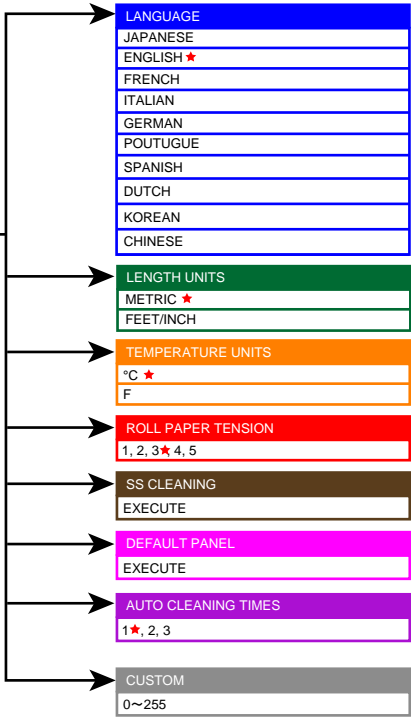 LANGUAGE
JAPANESE
ENGLISH ★
FRENCH
ITALIAN
GERMAN
POUTUGUE
SPANISH
DUTCH
KOREAN
CHINESE
LENGTH UNITS
METRIC ★
FEET/INCH
TEMPERATURE UNITS
°C ★
F
ROLL PAPER TENSION
1, 2, 3★ 4, 5
SS CLEANING
EXECUTE
DEFAULT PANEL
EXECUTE
AUTO CLEANING TIMES
1★, 2, 3
CUSTOM
0～255